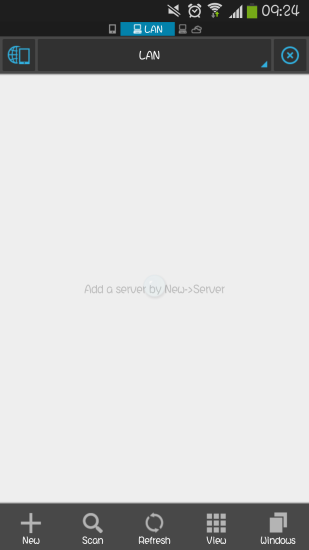 09:24
LAN
LAN
Add a server by New->Server
New Scan Refresh View Windows